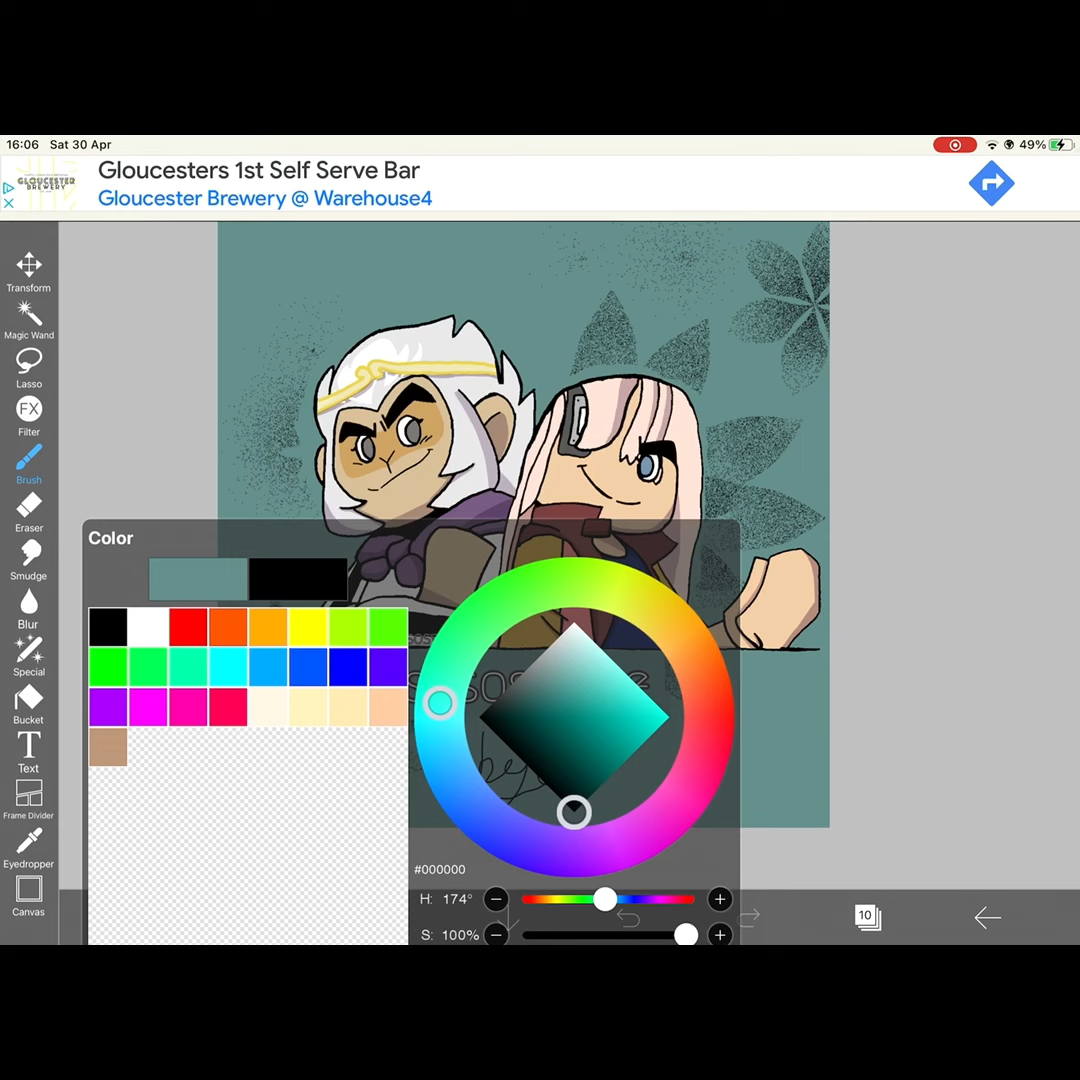 16:06 Sat 30 Apr
49%
GLOUCESTER
BREWERY
Gloucesters 1st Self Serve Bar
Gloucester Brewery @ Warehouse4
Transform
Magic Wand
Lasso
FX
Filter
Brush
Eraser
Smudge
Blur
Special
Bucket
T
Text
Frame Divider
Eyedropper
Canvas
Color
#000000
H: 174°
S: 100%
10